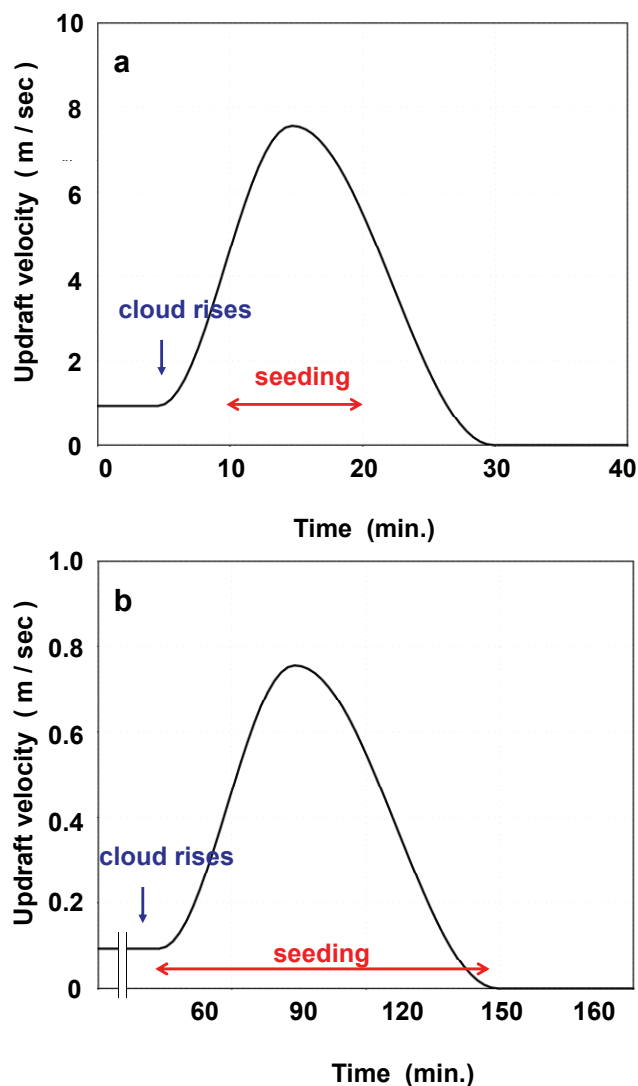 10
a
8
6
4
cloud rises
2
seeding
0
0 10 20 30 40
Updraft velocity ( m / sec )
Time (min.)
1.0
b
0.8
0.6
0.4
cloud rises
0.2
seeding
0
60 90 120 150 160
Updraft velocity ( m / sec )
Time (min.)